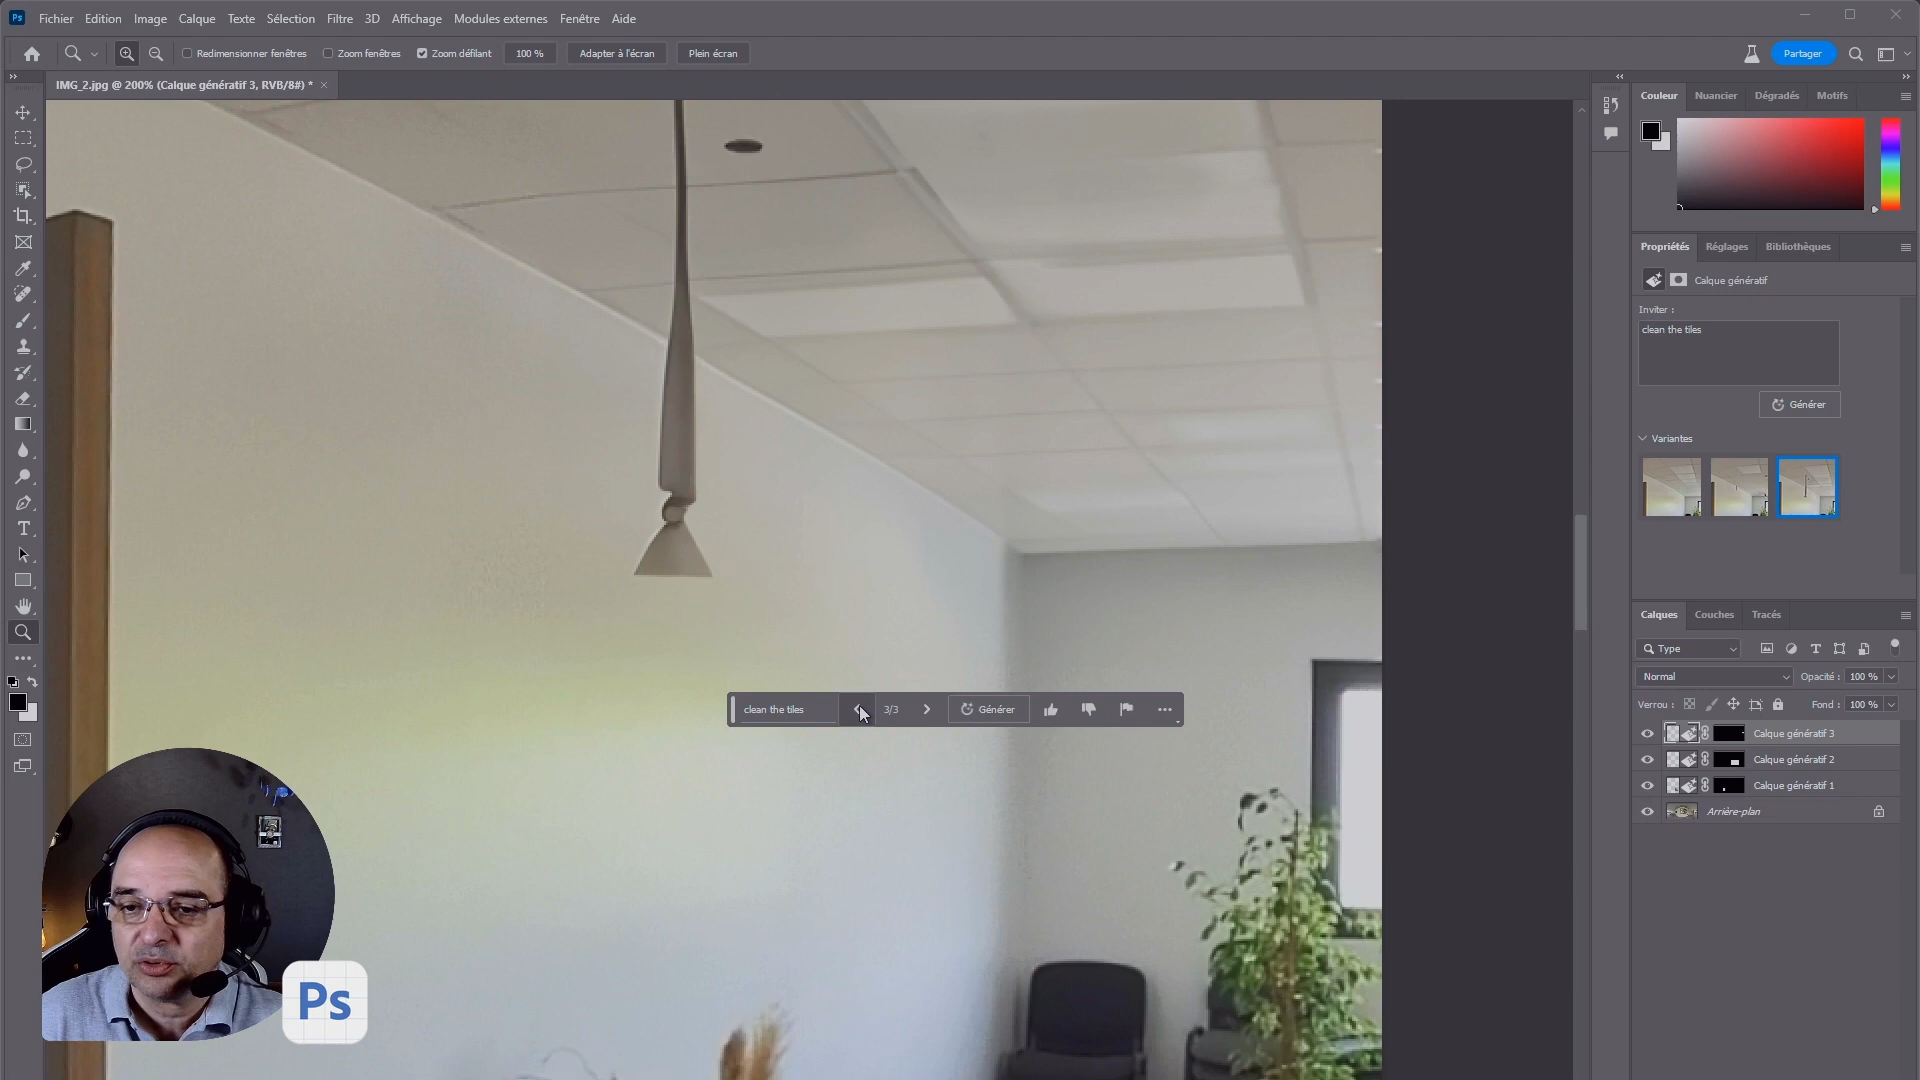 Ps Fichier Edition Image Calque Texte Sélection Filtre 3D Affichage Modules externes Fenêtre Aide
Redimensionner fenêtres Zoom fenêtres Zoom défilant 100 % Adapter à l'écran Plein écran Partager
IMG_2.jpg @ 200% (Calque génératif 3, RVB/8#) * ×
Couleur Nuancier Dégradés Motifs
Propriétés Réglages Bibliothèques
Calque génératif
Inviter :
clean the tiles
Générer
Variantes
clean the tiles 3/3 Générer
Calques Couches Tracés
Type
Normal Opacité : 100 %
Verrou : Fond : 100 %
Calque génératif 3
Calque génératif 2
Calque génératif 1
Arrière-plan
Ps